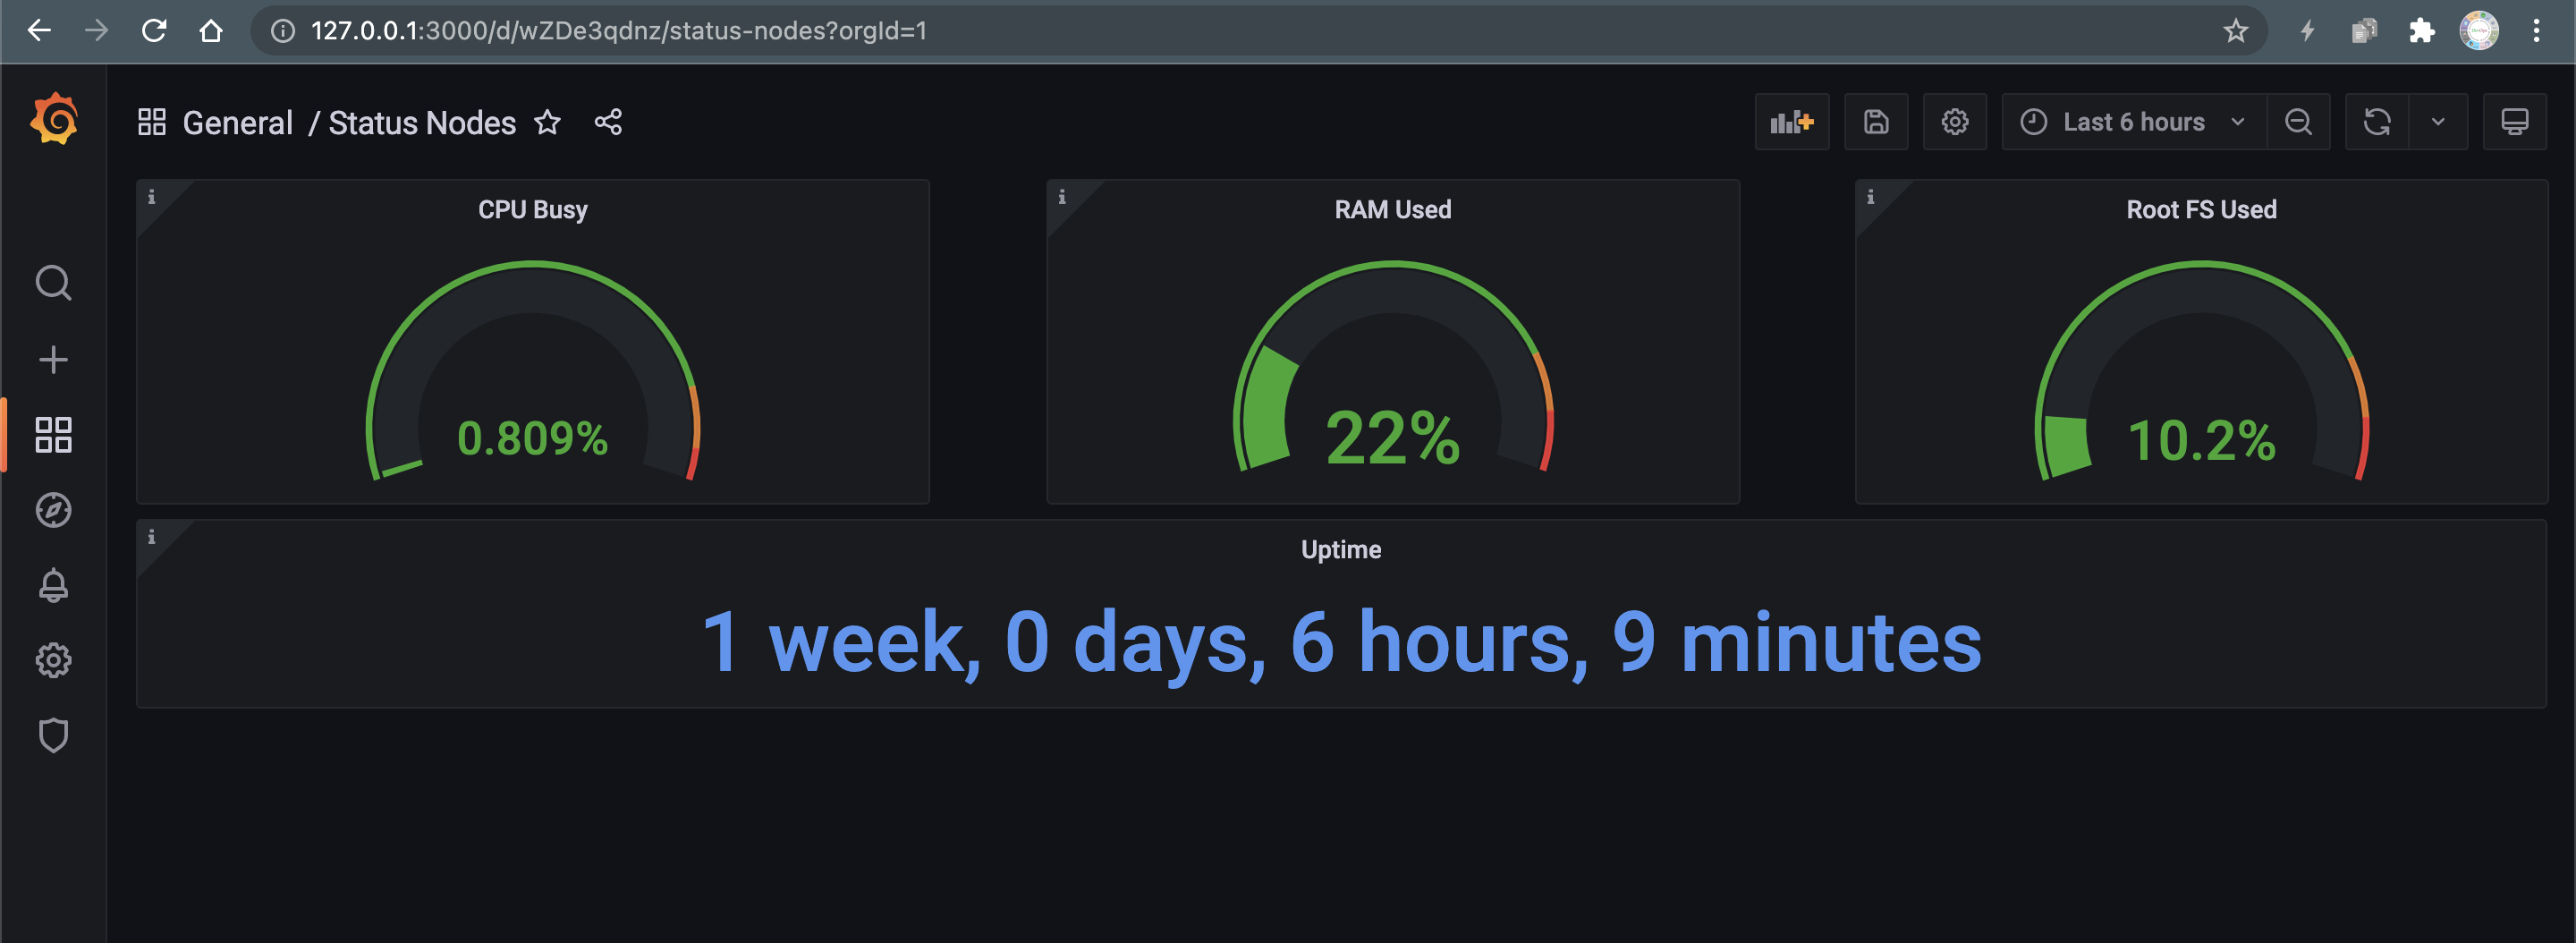 127.0.0.1:3000/d/wZDe3qdnz/status-nodes?orgId=1
General / Status Nodes
Last 6 hours
CPU Busy
RAM Used
Root FS Used
0.809%
22%
10.2%
Uptime
1 week, 0 days, 6 hours, 9 minutes